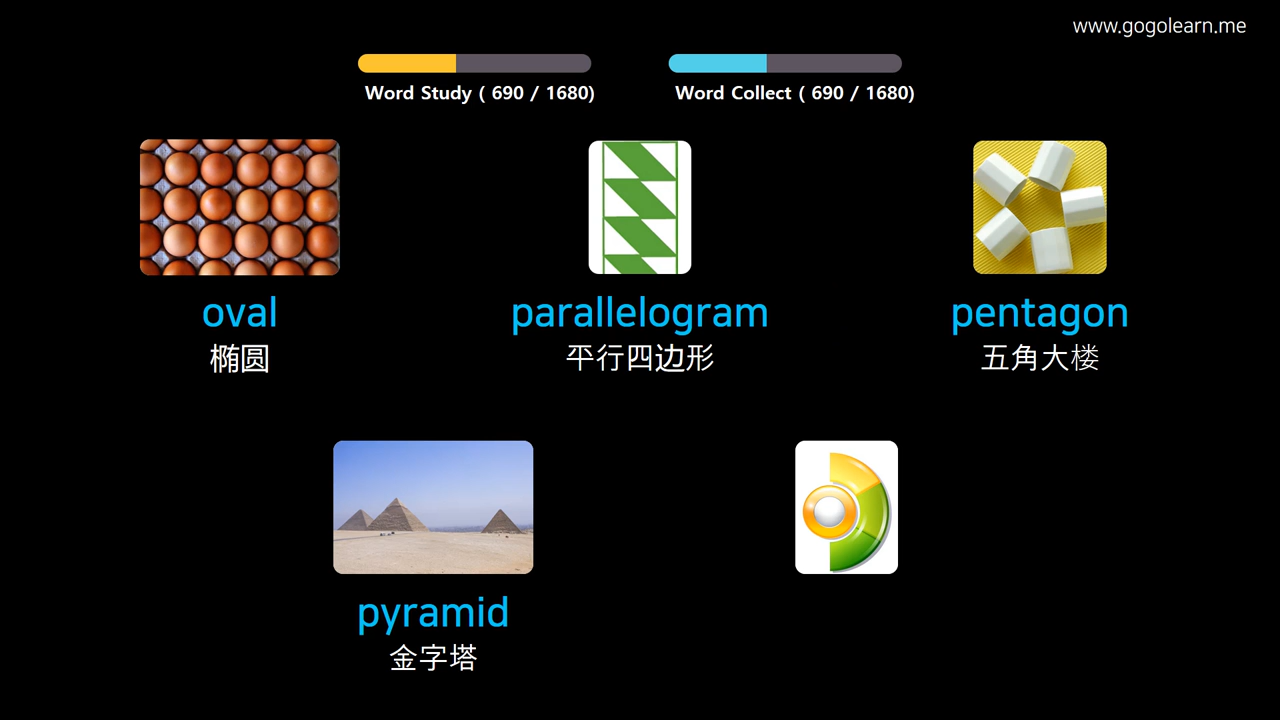 www.gogolearn.me
Word Study ( 690 / 1680)
Word Collect ( 690 / 1680)
oval
parallelogram
pentagon
椭圆
平行四边形
五角大楼
pyramid
金字塔